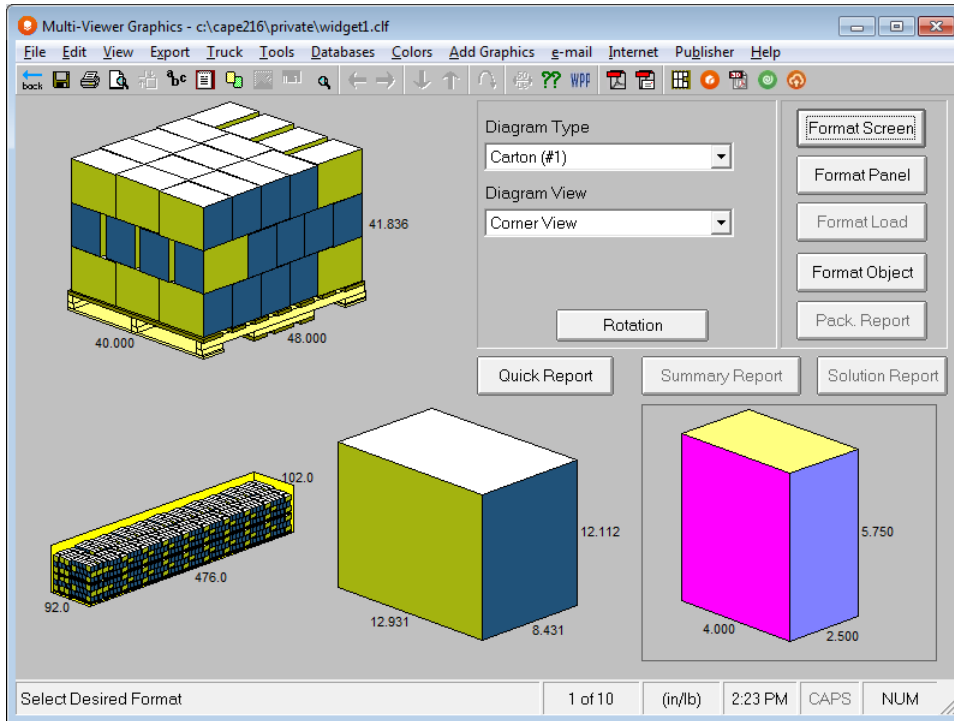 Multi-Viewer Graphics - c:\cape216\private\widget1.clf
File Edit View Export Truck Tools Databases Colors Add Graphics e-mail Internet Publisher Help
back abc ?? WPF
Diagram Type
Carton (#1)
Diagram View
Corner View
Rotation
Format Screen
Format Panel
Format Load
Format Object
Pack. Report
Quick Report Summary Report Solution Report
41.836
40.000 48.000
102.0
476.0
92.0
12.112
12.931 8.431
5.750
4.000 2.500
Select Desired Format 1 of 10 (in/lb) 2:23 PM CAPS NUM